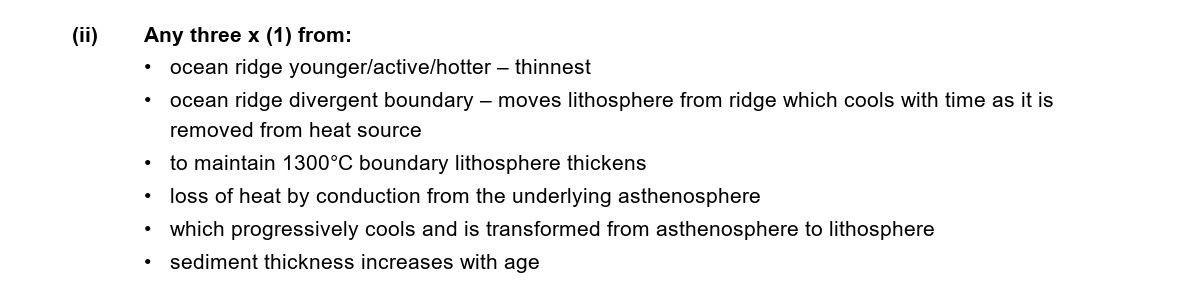 (ii) Any three x (1) from:
• ocean ridge younger/active/hotter – thinnest
• ocean ridge divergent boundary – moves lithosphere from ridge which cools with time as it is
removed from heat source
• to maintain 1300°C boundary lithosphere thickens
• loss of heat by conduction from the underlying asthenosphere
• which progressively cools and is transformed from asthenosphere to lithosphere
• sediment thickness increases with age